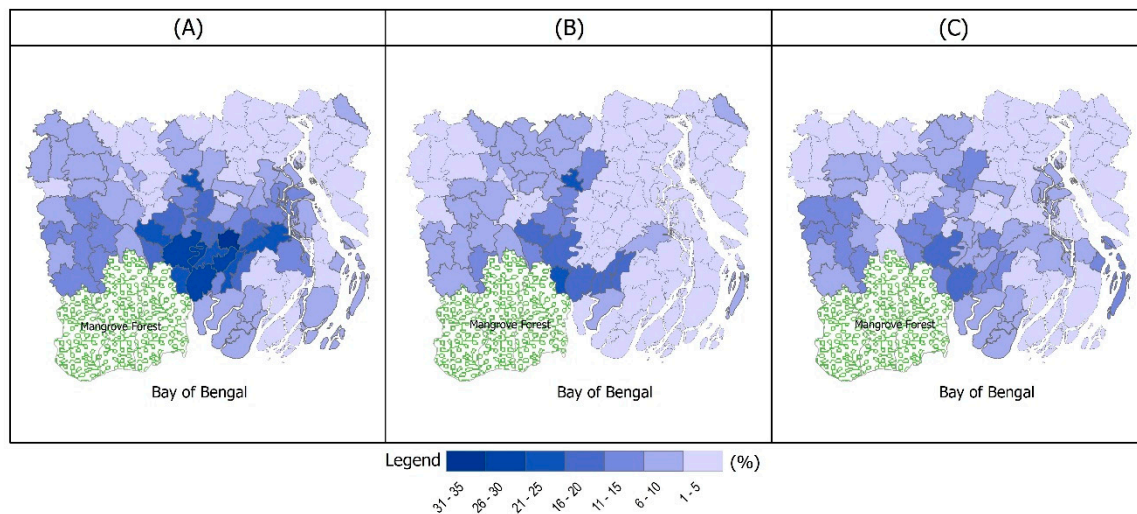 (A)
(B)
(C)
Mangrove Forest
Bay of Bengal
Mangrove Forest
Bay of Bengal
Mangrove Forest
Bay of Bengal
Legend
(%)
31 - 35
26 - 30
21 - 25
16 - 20
11 - 15
6 - 10
1 - 5